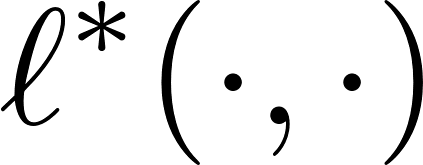 ℓ* (·, ·)